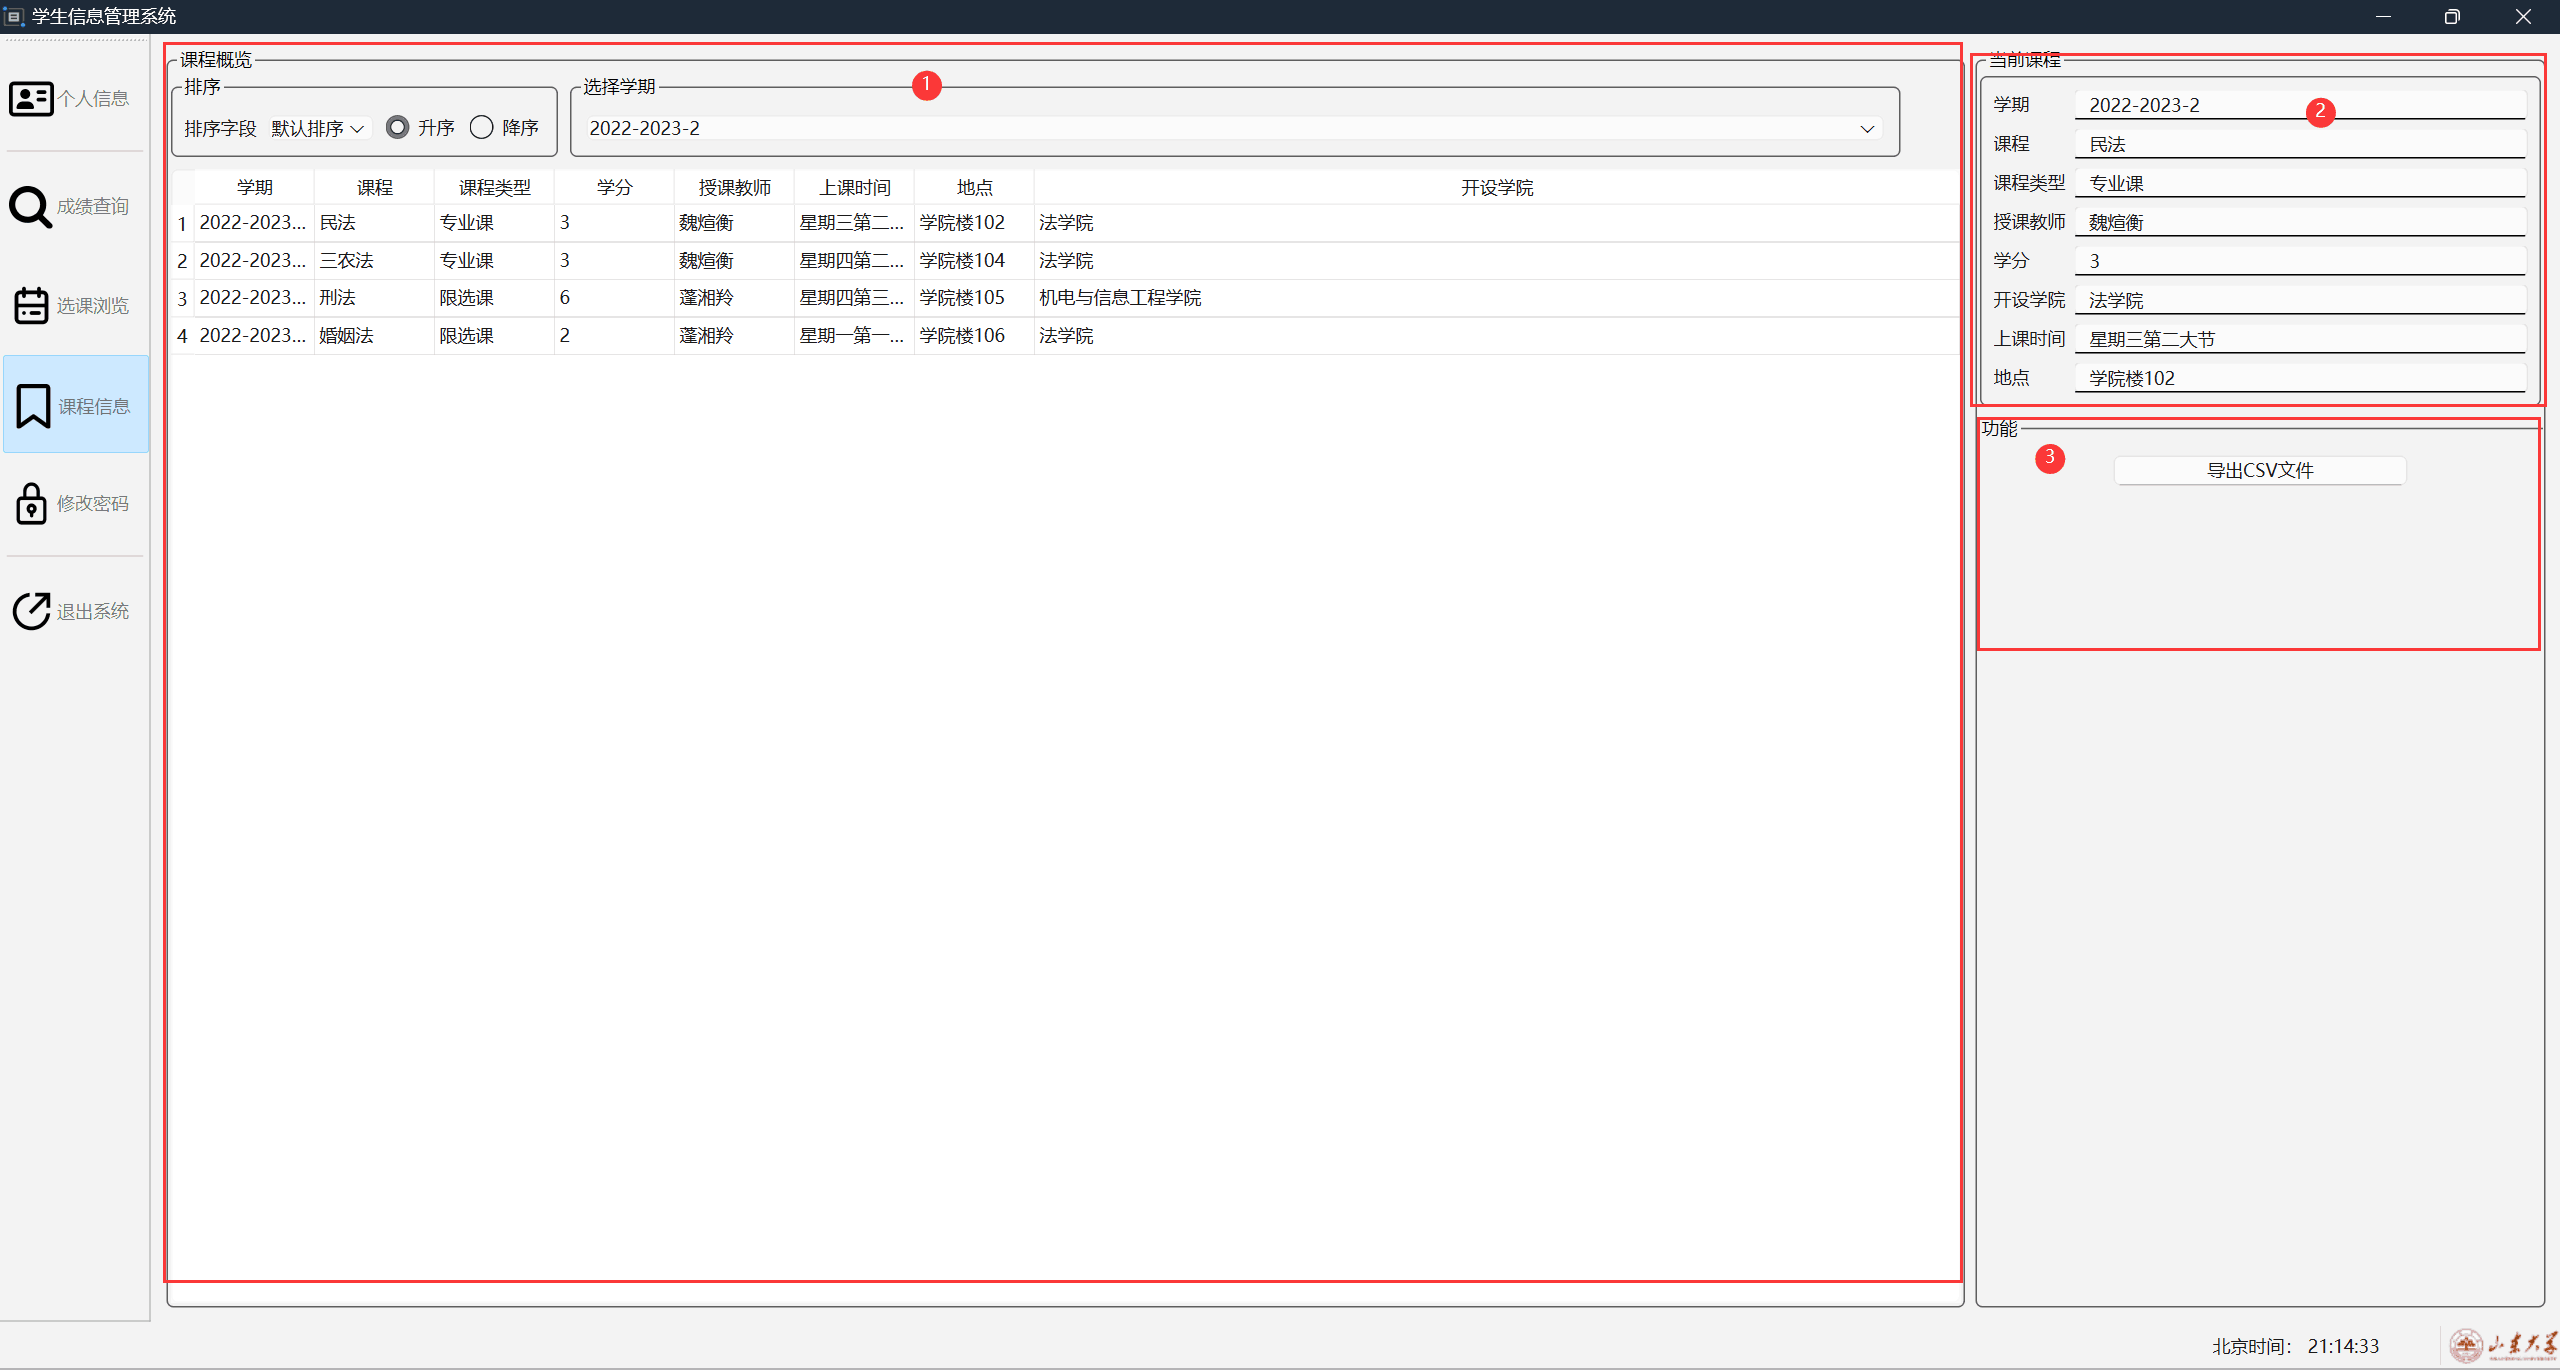 学生信息管理系统
个人信息
成绩查询
选课浏览
课程信息
修改密码
退出系统
课程概览
1
排序
排序字段 默认排序 升序 降序
选择学期
2022-2023-2
学期 课程 课程类型 学分 授课教师 上课时间 地点 开设学院
1 2022-2023... 民法 专业课 3 魏煊衡 星期三第二... 学院楼102 法学院
2 2022-2023... 三农法 专业课 3 魏煊衡 星期四第二... 学院楼104 法学院
3 2022-2023... 刑法 限选课 6 蓬湘羚 星期四第三... 学院楼105 机电与信息工程学院
4 2022-2023... 婚姻法 限选课 2 蓬湘羚 星期一第一... 学院楼106 法学院
当前课程
2
学期 2022-2023-2
课程 民法
课程类型 专业课
授课教师 魏煊衡
学分 3
开设学院 法学院
上课时间 星期三第二大节
地点 学院楼102
功能
3
导出CSV文件
北京时间： 21:14:33
山东大学